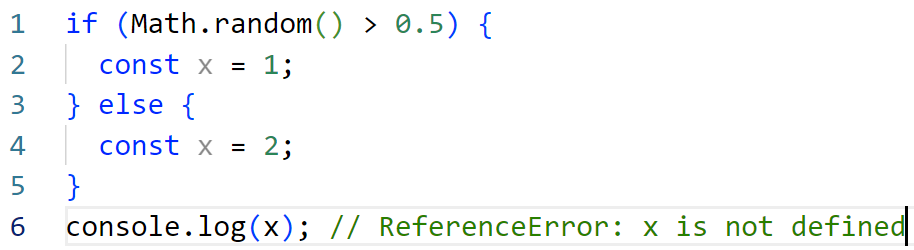 1 if (Math.random() > 0.5) {
2   const x = 1;
3 } else {
4   const x = 2;
5 }
6 console.log(x); // ReferenceError: x is not defined